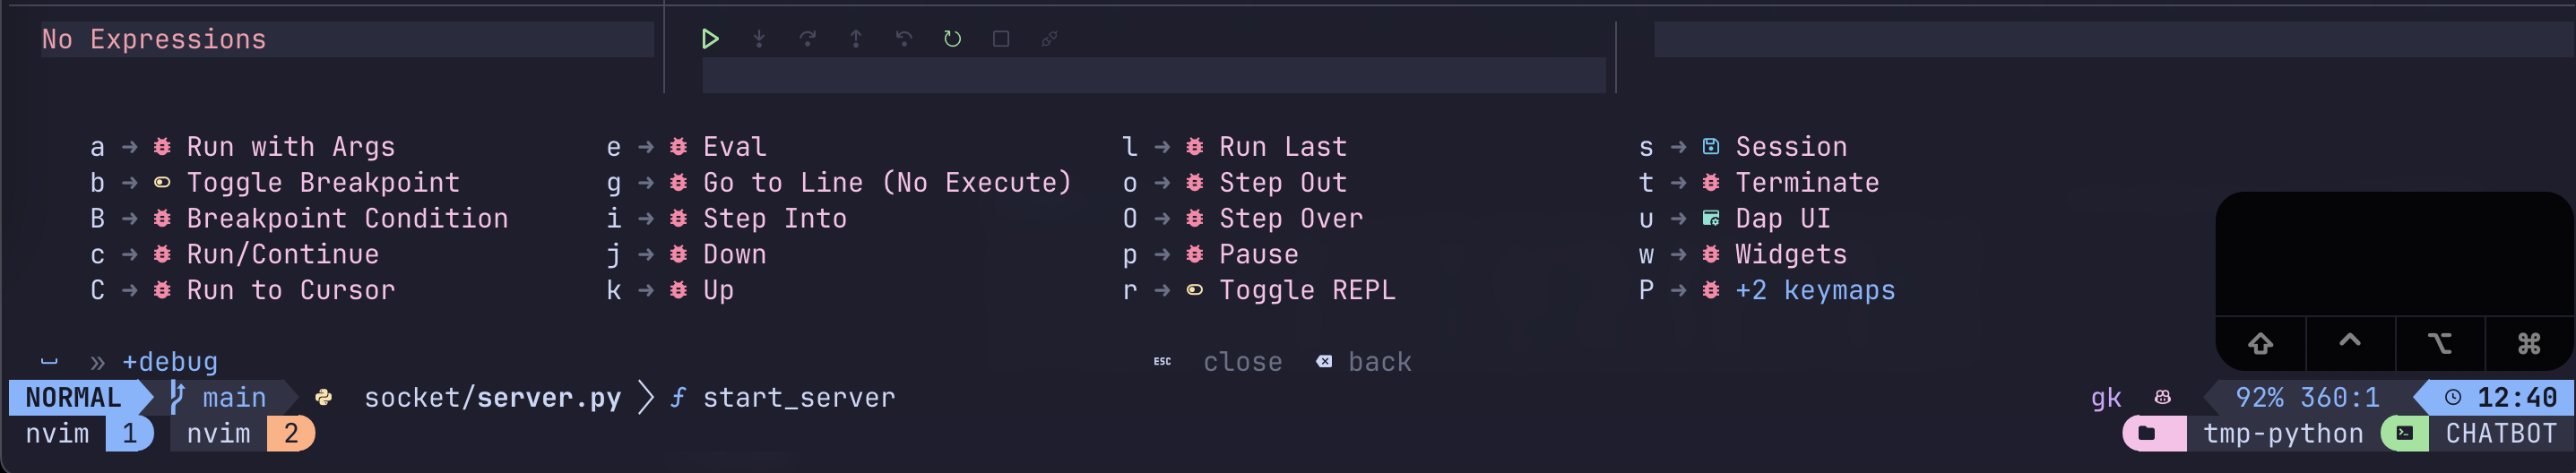 No Expressions
a → Run with Args e → Eval l → Run Last s → Session
b → Toggle Breakpoint g → Go to Line (No Execute) o → Step Out t → Terminate
B → Breakpoint Condition i → Step Into O → Step Over u → Dap UI
c → Run/Continue j → Down p → Pause w → Widgets
C → Run to Cursor k → Up r → Toggle REPL P → +2 keymaps
» +debug ESC close back
NORMAL main socket/server.py f start_server gk 92% 360:1 12:40
nvim 1 nvim 2 tmp-python CHATBOT